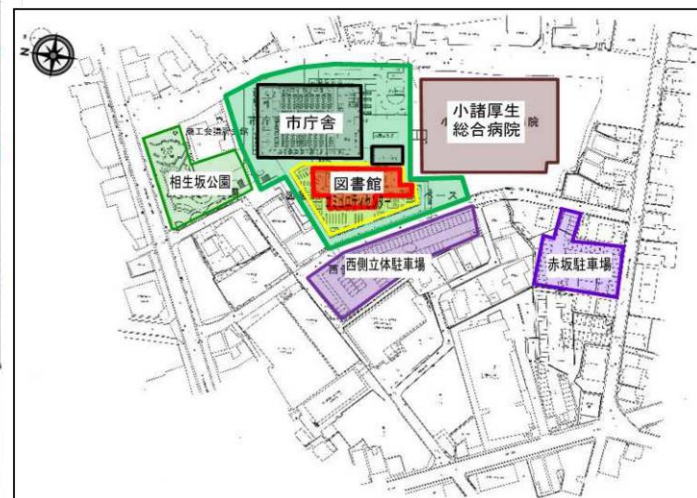 N
市庁舎
小諸厚生
総合病院
相生坂公園
図書館
西側立体駐車場
赤坂駐車場